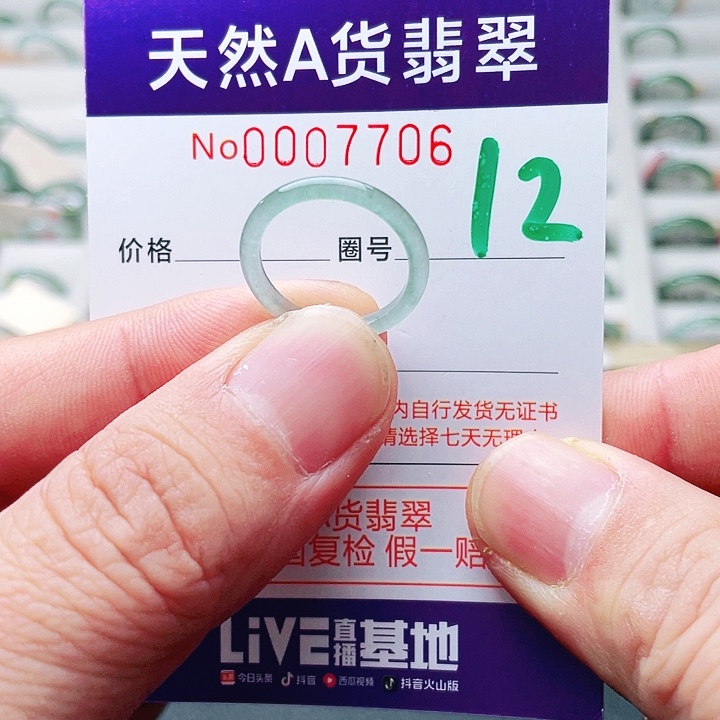 天然A货翡翠
No0007706
12
价格 圈号
内自行发货无证书
请选择七天无理
货翡翠
复检 假一赔
LiVE直播基地
今日头条 抖音 西瓜视频 抖音火山版